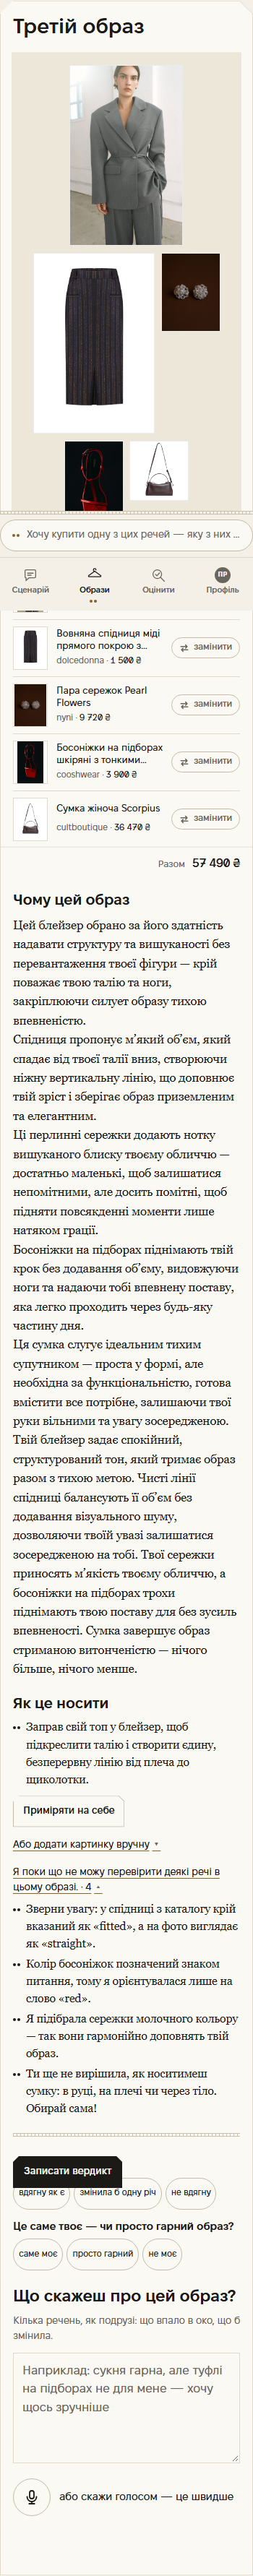 Третій образ
Хочу купити одну з цих речей — яку з них ...
Сценарій
Образи
Оцінити
ПР
Профіль
Вовняна спідниця міді
прямого покрою з...
dolcedonna · 1 500 ₴
замінити
Пара сережок Pearl
Flowers
nyni · 9 720 ₴
замінити
Босоніжки на підборах
шкіряні з тонкими...
cooshwear · 3 900 ₴
замінити
Сумка жіноча Scorpius
cultboutique · 36 470 ₴
замінити
Разом 57 490 ₴
Чому цей образ
Цей блейзер обрано за його здатність
надавати структуру та вишуканості без
перевантаження твоєї фігури — крій
поважає твою талію та ноги,
закріплюючи силует образу тихою
впевненістю.
Спідниця пропонує м’який об’єм, який
спадає від твоєї талії вниз, створюючи
ніжну вертикальну лінію, що доповнює
твій зріст і зберігає образ приземленим
та елегантним.
Ці перлинні сережки додають нотку
вишуканого блиску твоєму обличчю —
достатньо маленькі, щоб залишатися
непомітними, але досить помітні, щоб
підняти повсякденні моменти лише
натяком грації.
Босоніжки на підборах піднімають твій
крок без додавання об’єму, видовжуючи
ноги та надаючи тобі впевнену поставу,
яка легко проходить через будь-яку
частину дня.
Ця сумка слугує ідеальним тихим
супутником — проста у формі, але
необхідна за функціональністю, готова
вмістити все потрібне, залишаючи твої
руки вільними та увагу зосередженою.
Твій блейзер задає спокійний,
структурований тон, який тримає образ
разом з тихою метою. Чисті лінії
спідниці балансують її об’єм без
додавання візуального шуму,
дозволяючи твоїй увазі залишатися
зосередженою на тобі. Твої сережки
приносять м’якість твоєму обличчю, а
босоніжки на підборах трохи
піднімають твою поставу для без зусиль
впевненості. Сумка завершує образ
стриманою витонченістю — нічого
більше, нічого менше.
Як це носити
Заправ свій топ у блейзер, щоб
підкреслити талію і створити єдину,
безперервну лінію від плеча до
щиколотки.
Приміряти на себе
Або додати картинку вручну
Я поки що не можу перевірити деякі речі в
цьому образі. · 4
Зверни увагу: у спідниці з каталогу крій
вказаний як «fitted», а на фото виглядає
як «straight».
Колір босоніжок позначений знаком
питання, тому я орієнтувалася лише на
слово «red».
Я підібрала сережки молочного кольору
— так вони гармонійно доповнять твій
образ.
Ти ще не вирішила, як носитимеш
сумку: в руці, на плечі чи через тіло.
Обирай сама!
Записати вердикт
вдягну як є
змінила б одну річ
не вдягну
Це саме твоє — чи просто гарний образ?
саме моє
просто гарний
не моє
Що скажеш про цей образ?
Кілька речень, як подрузі: що впало в око, що б
змінила.
Наприклад: сукня гарна, але туфлі
на підборах не для мене — хочу
щось зручніше
або скажи голосом — це швидше